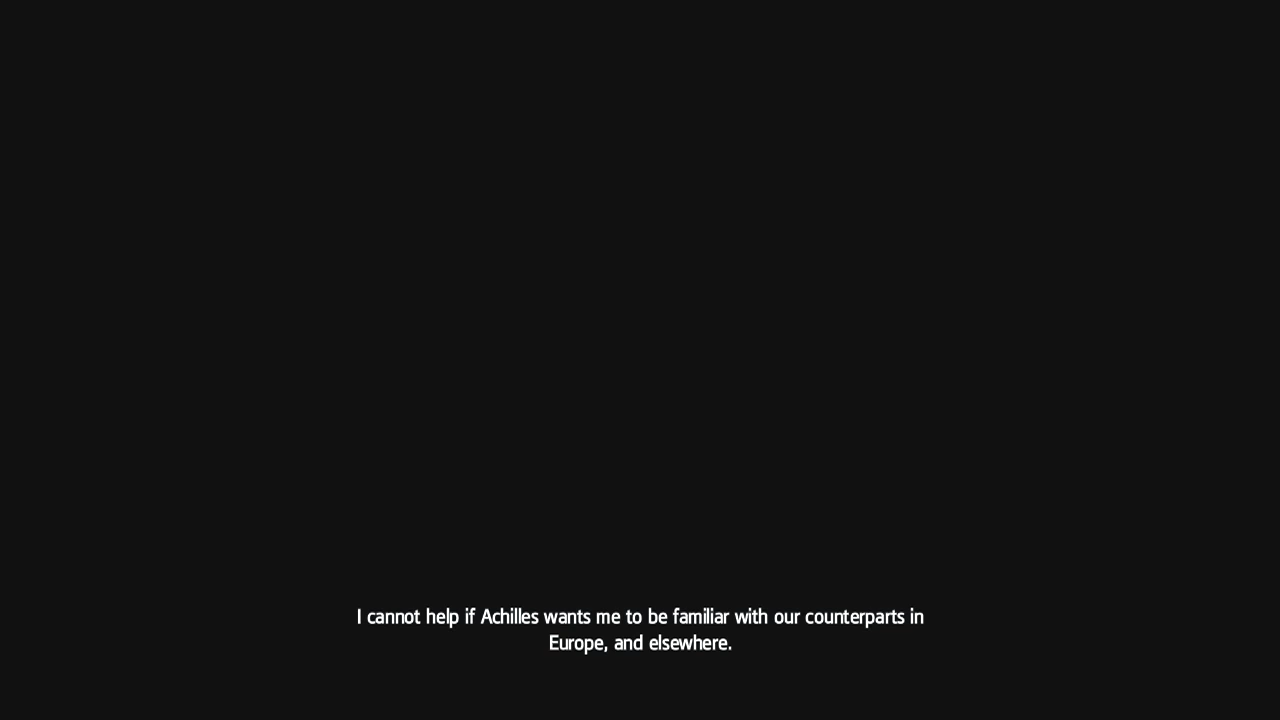 I cannot help if Achilles wants me to be familiar with our counterparts in
Europe, and elsewhere.